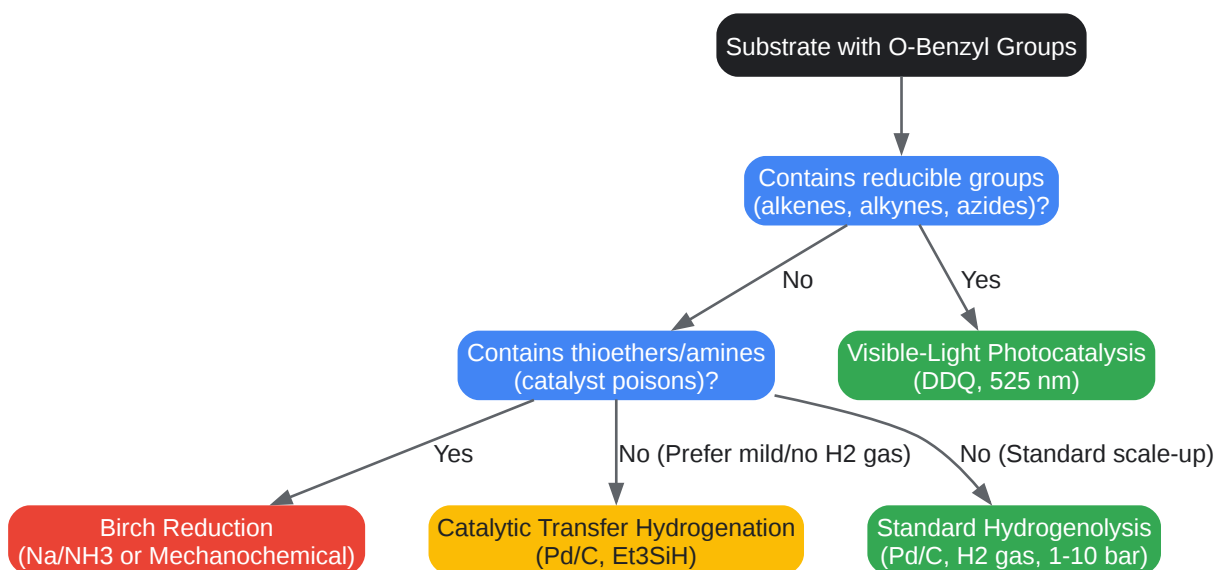 Substrate with O-Benzyl Groups
Contains reducible groups
(alkenes, alkynes, azides)?
No
Yes
Contains thioethers/amines
(catalyst poisons)?
Visible-Light Photocatalysis
(DDQ, 525 nm)
Yes
No (Prefer mild/no H2 gas)
No (Standard scale-up)
Birch Reduction
(Na/NH3 or Mechanochemical)
Catalytic Transfer Hydrogenation
(Pd/C, Et3SiH)
Standard Hydrogenolysis
(Pd/C, H2 gas, 1-10 bar)